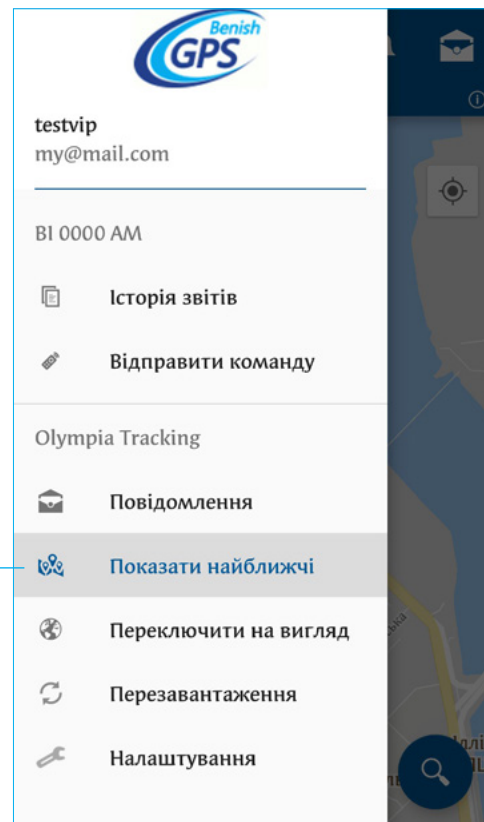 Benish
GPS
testvip
my@mail.com
BI 0000 AM
Історія звітів
Відправити команду
Olympia Tracking
Повідомлення
Показати найближчі
Переключити на вигляд
Перезавантаження
Налаштування